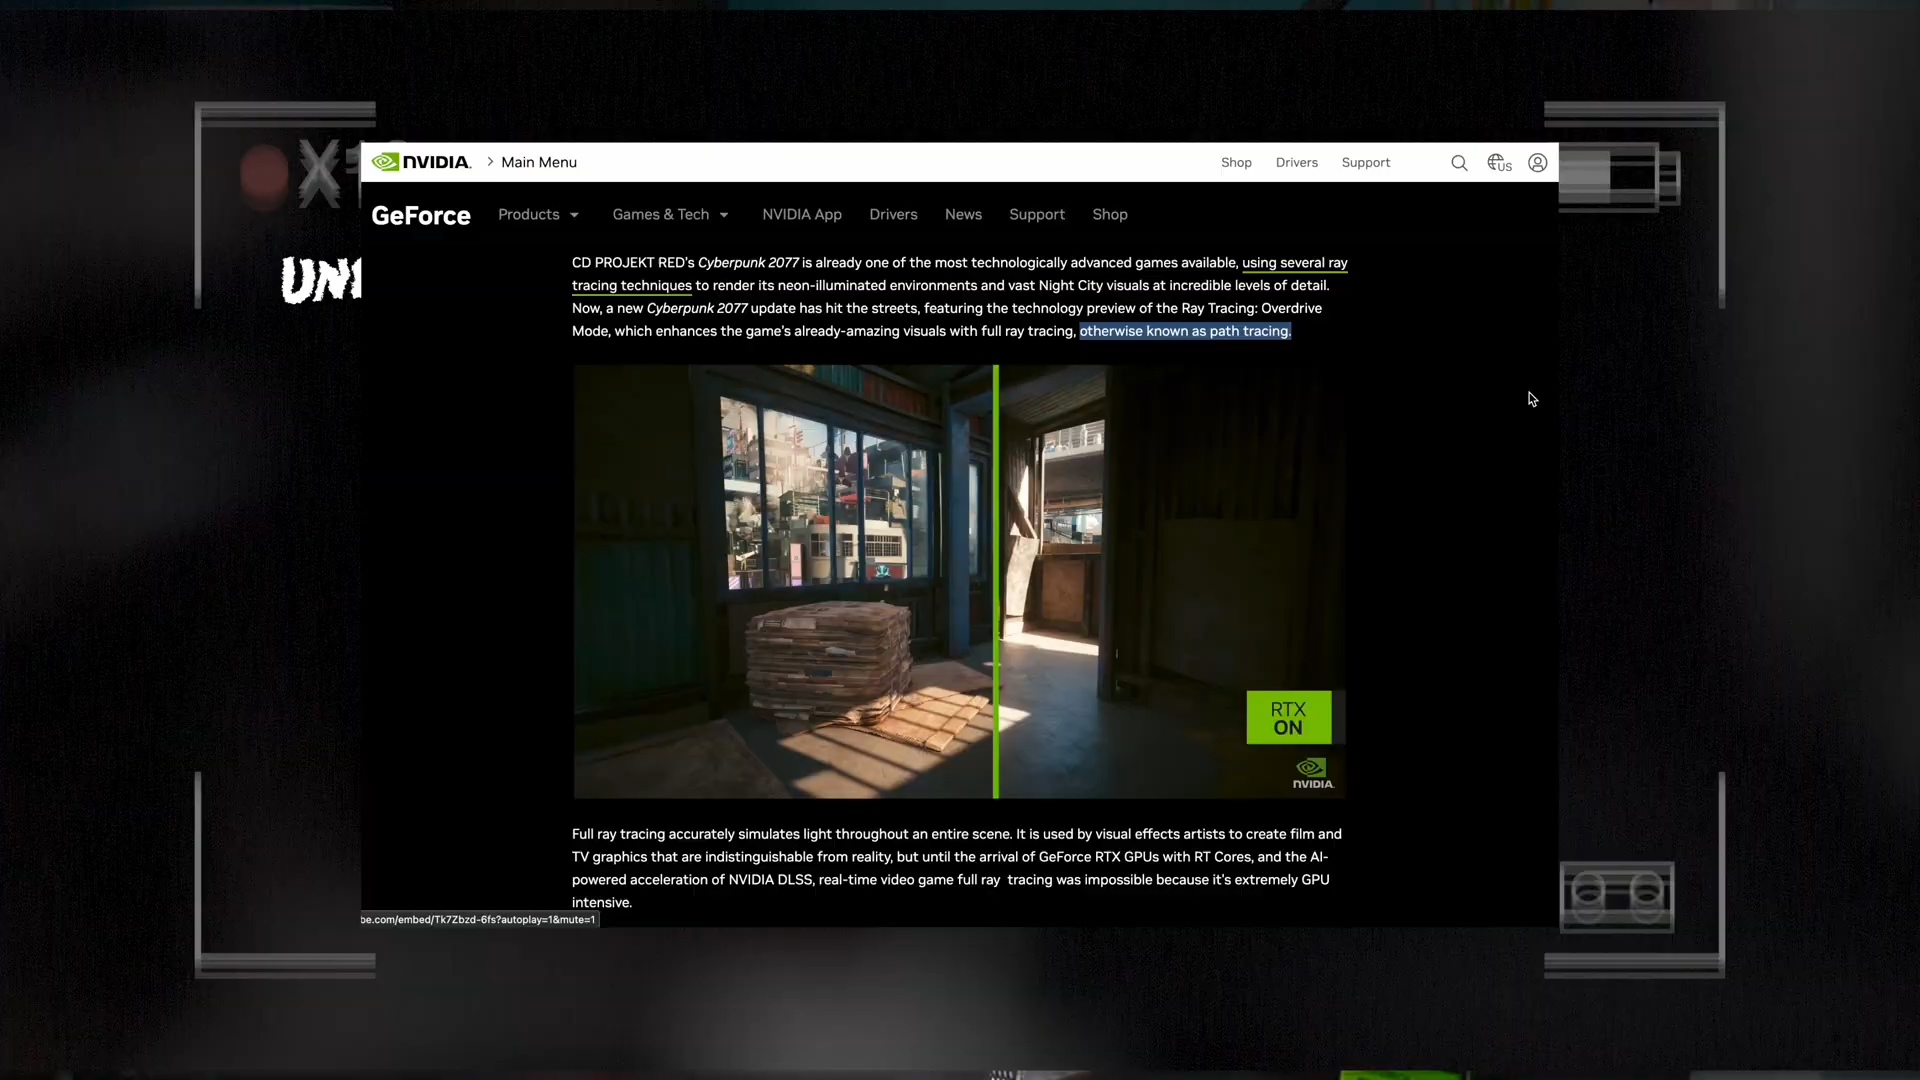 NVIDIA. > Main Menu Shop Drivers Support US
GeForce Products Games & Tech NVIDIA App Drivers News Support Shop
CD PROJEKT RED's Cyberpunk 2077 is already one of the most technologically advanced games available, using several ray
tracing techniques to render its neon-illuminated environments and vast Night City visuals at incredible levels of detail.
Now, a new Cyberpunk 2077 update has hit the streets, featuring the technology preview of the Ray Tracing: Overdrive
Mode, which enhances the game's already-amazing visuals with full ray tracing, otherwise known as path tracing.
RTX
ON
NVIDIA.
Full ray tracing accurately simulates light throughout an entire scene. It is used by visual effects artists to create film and
TV graphics that are indistinguishable from reality, but until the arrival of GeForce RTX GPUs with RT Cores, and the AI-
powered acceleration of NVIDIA DLSS, real-time video game full ray tracing was impossible because it's extremely GPU
intensive.
be.com/embed/Tk7Zbzd-6fs?autoplay=1&mute=1